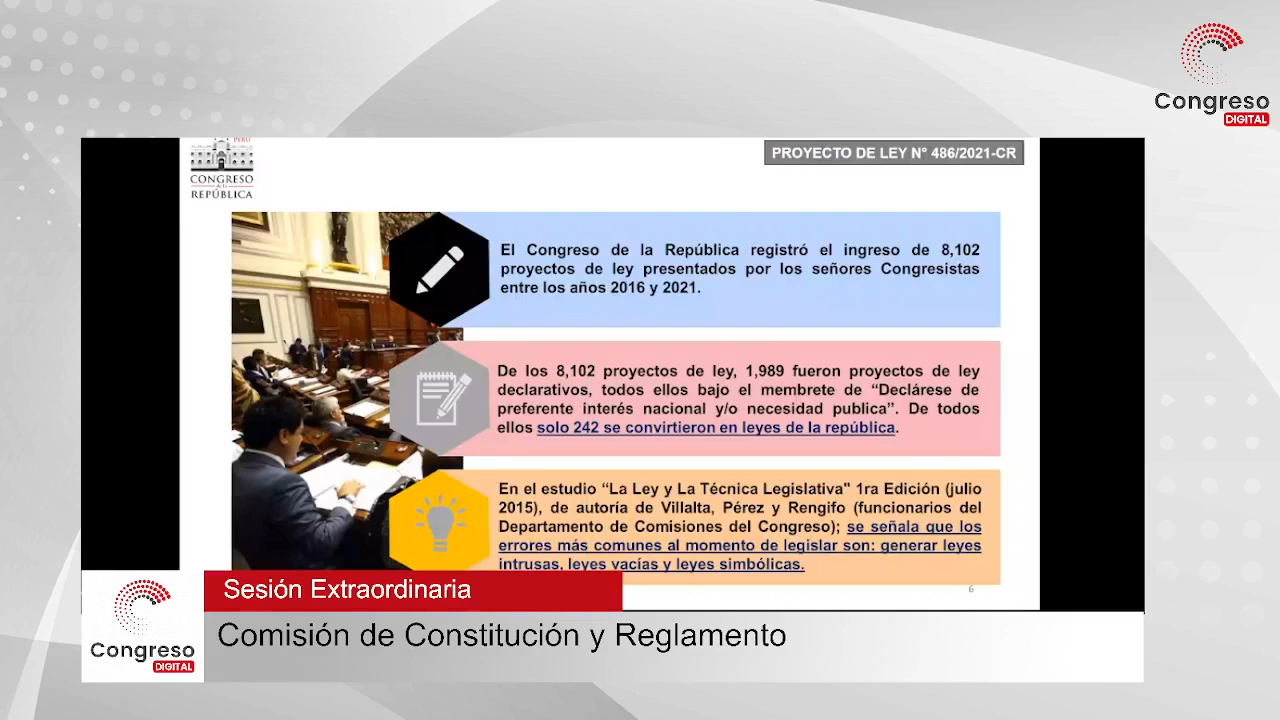 Congreso
DIGITAL
PERÚ
CONGRESO
de la
REPÚBLICA
PROYECTO DE LEY N° 486/2021-CR
El Congreso de la República registró el ingreso de 8,102
proyectos de ley presentados por los señores Congresistas
entre los años 2016 y 2021.
De los 8,102 proyectos de ley, 1,989 fueron proyectos de ley
declarativos, todos ellos bajo el membrete de “Declárese de
preferente interés nacional y/o necesidad publica”. De todos
ellos solo 242 se convirtieron en leyes de la república.
En el estudio “La Ley y La Técnica Legislativa" 1ra Edición (julio
2015), de autoría de Villalta, Pérez y Rengifo (funcionarios del
Departamento de Comisiones del Congreso); se señala que los
errores más comunes al momento de legislar son: generar leyes
intrusas, leyes vacías y leyes simbólicas.
6
Sesión Extraordinaria
Comisión de Constitución y Reglamento
Congreso
DIGITAL